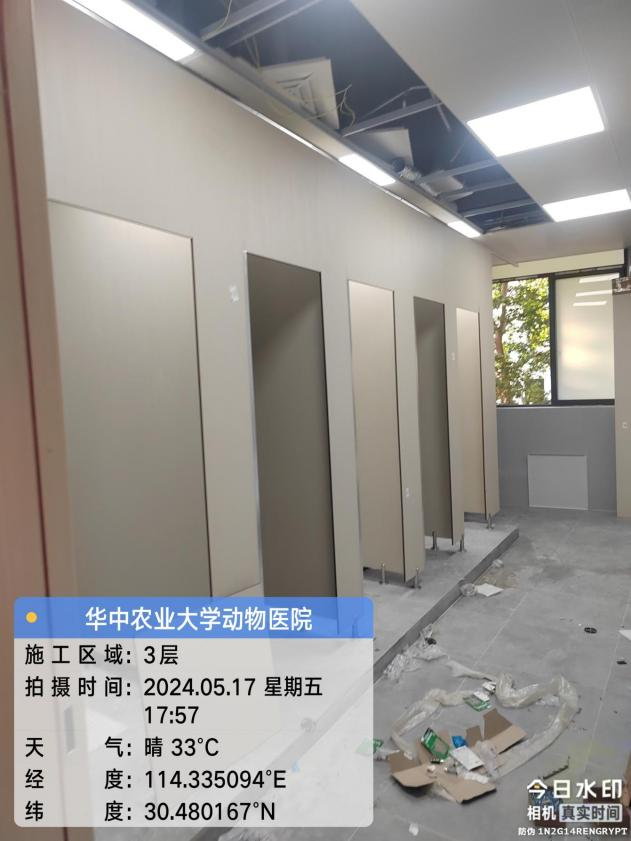 华中农业大学动物医院
施工区域：3层
拍摄时间：2024.05.17 星期五
17:57
天气：晴 33°C
经度：114.335094°E
纬度：30.480167°N
今日水印
相机 真实时间
防伪 1N2G14RENGRYPT